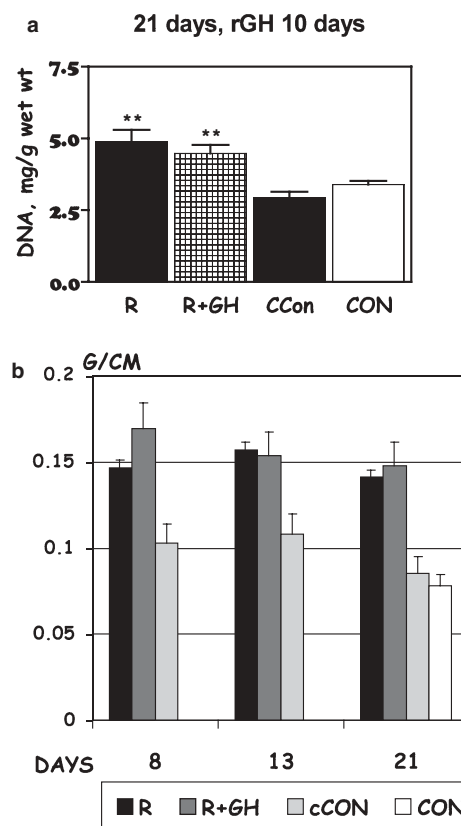 a
21 days, rGH 10 days
DNA, mg/g wet wt
7.5
5.0
2.5
0.0
** **
R R+GH CCon CON
b
G/CM
0.2
0.15
0.1
0.05
0
DAYS 8 13 21
R R+GH cCON CON